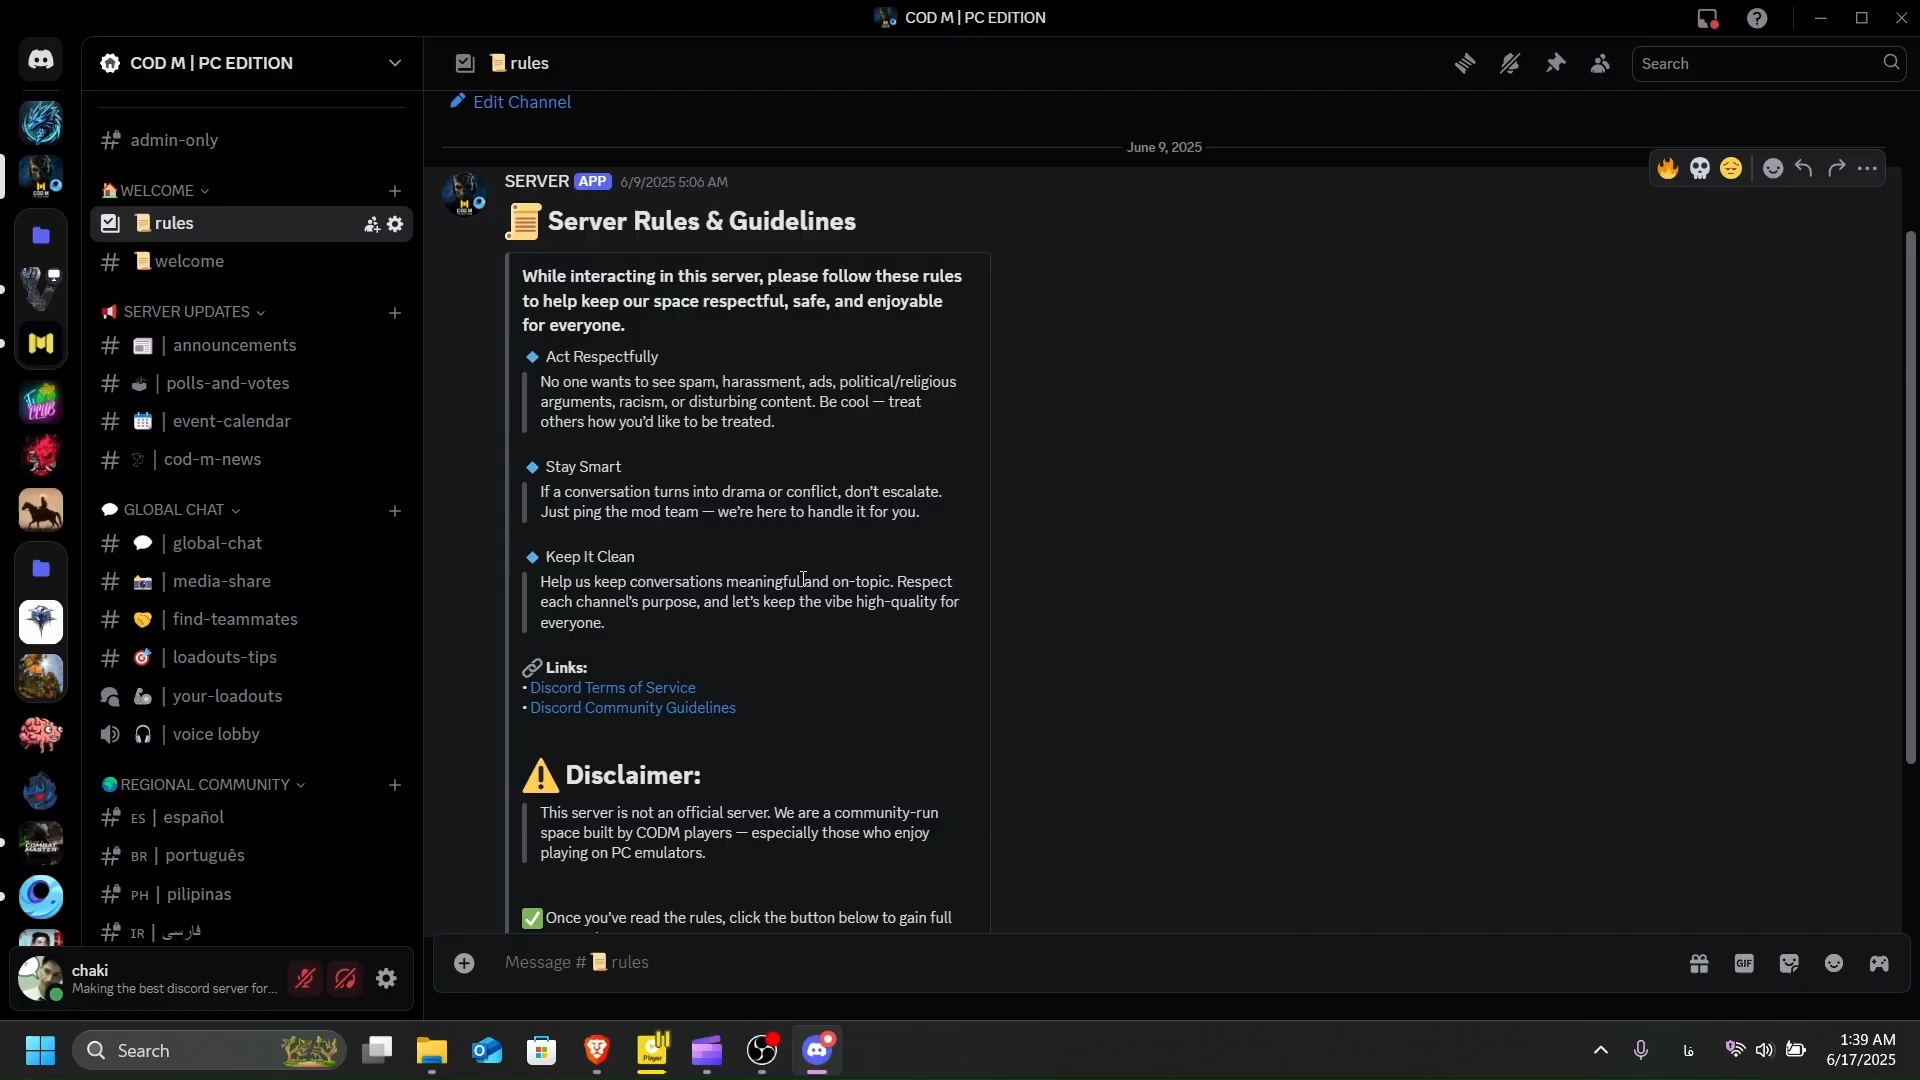 COD M | PC EDITION
COD M | PC EDITION
admin-only
WELCOME
rules
welcome
SERVER UPDATES
| announcements
| polls-and-votes
| event-calendar
| cod-m-news
GLOBAL CHAT
| global-chat
| media-share
| find-teammates
| loadouts-tips
| your-loadouts
| voice lobby
REGIONAL COMMUNITY
ES | español
BR | português
PH | pilipinas
IR | فارسی
chaki
Making the best discord server for...
rules
Search
Edit Channel
June 9, 2025
SERVER APP 6/9/2025 5:06 AM
Server Rules & Guidelines
While interacting in this server, please follow these rules
to help keep our space respectful, safe, and enjoyable
for everyone.
Act Respectfully
No one wants to see spam, harassment, ads, political/religious
arguments, racism, or disturbing content. Be cool — treat
others how you’d like to be treated.
Stay Smart
If a conversation turns into drama or conflict, don’t escalate.
Just ping the mod team — we’re here to handle it for you.
Keep It Clean
Help us keep conversations meaningful and on-topic. Respect
each channel’s purpose, and let’s keep the vibe high-quality for
everyone.
Links:
• Discord Terms of Service
• Discord Community Guidelines
Disclaimer:
This server is not an official server. We are a community-run
space built by CODM players — especially those who enjoy
playing on PC emulators.
Once you’ve read the rules, click the button below to gain full
Message # rules
GIF
Search
Player
فا
1:39 AM
6/17/2025